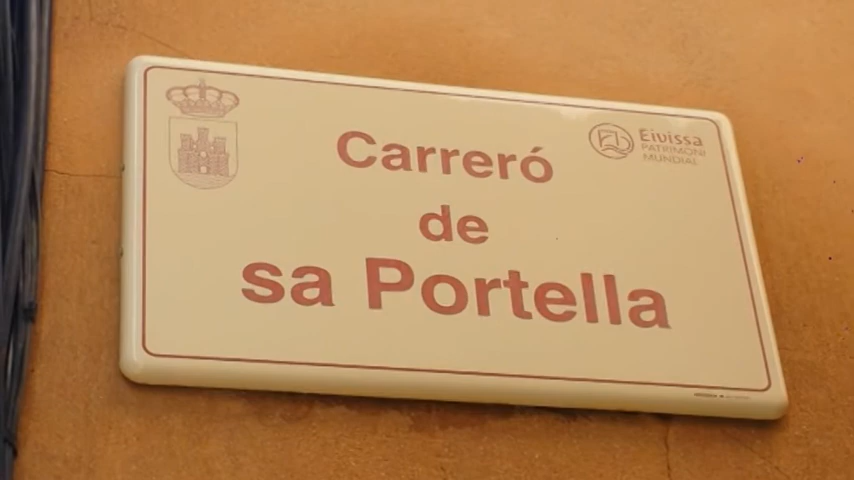 Carreró
de
sa Portella
Eivissa
PATRIMONI
MUNDIAL